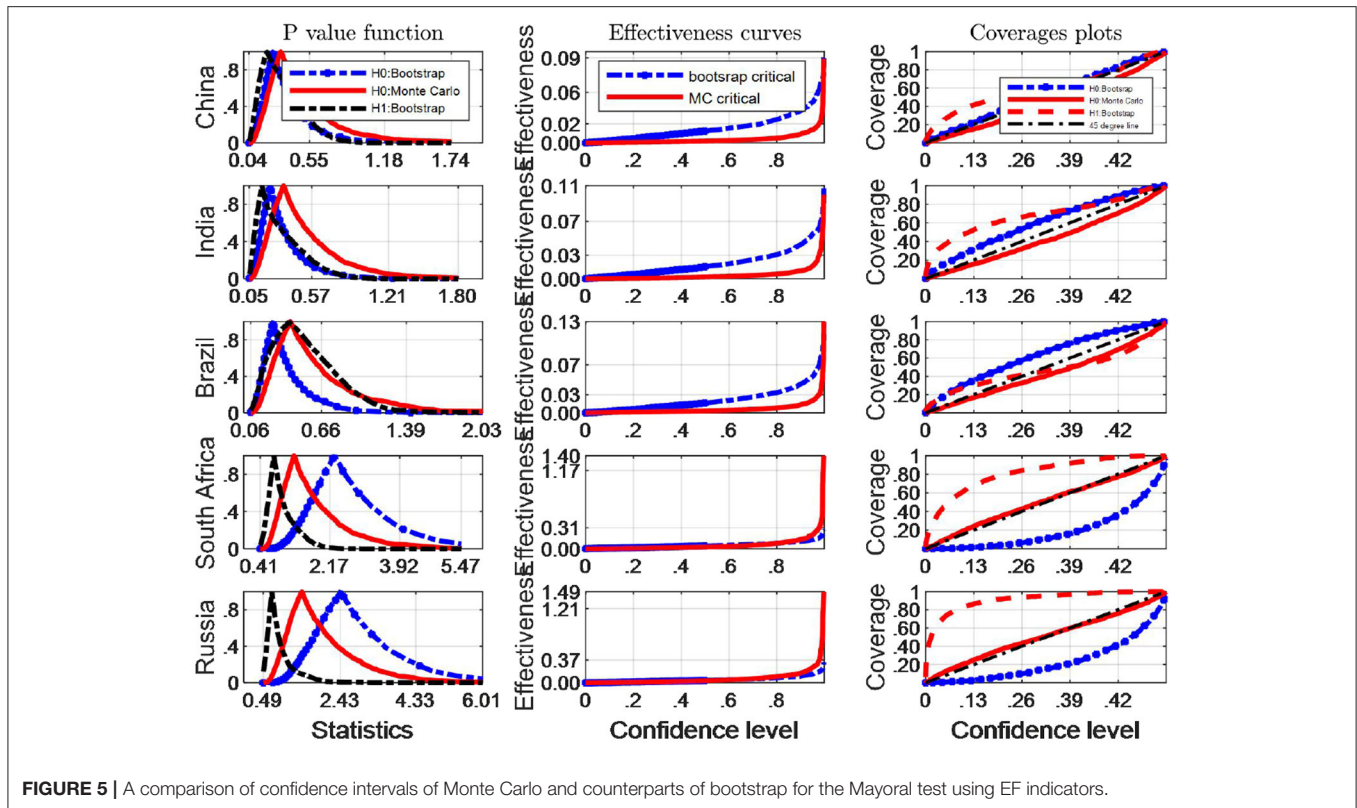 P value function
Effectiveness curves
Coverages plots
China
.8
.4
0
H0:Bootstrap
H0:Monte Carlo
H1:Bootstrap
0.04 0.55 1.18 1.74
Effectiveness
0.09
0.06
0.02
0.00
bootsrap critical
MC critical
0 .2 .4 .6 .8
Coverage
1
.80
.60
.40
.20
H0:Bootstrap
H0:Monte Carlo
H1:Bootstrap
45 degree line
0 .13 .26 .39 .42
India
.8
.4
0
0.05 0.57 1.21 1.80
Effectiveness
0.11
0.07
0.03
0.00
0 .2 .4 .6 .8
Coverage
1
.80
.60
.40
.20
0 .13 .26 .39 .42
Brazil
.8
.4
0
0.06 0.66 1.39 2.03
Effectiveness
0.13
0.07
0.03
0.00
0 .2 .4 .6 .8
Coverage
1
.80
.60
.40
.20
0 .13 .26 .39 .42
South Africa
.8
.4
0
0.41 2.17 3.92 5.47
Effectiveness
1.40
1.17
0.31
0.00
0 .2 .4 .6 .8
Coverage
1
.80
.60
.40
.20
0 .13 .26 .39 .42
Russia
.8
.4
0
0.49 2.43 4.33 6.01
Statistics
Effectiveness
1.49
1.21
0.37
0.00
0 .2 .4 .6 .8
Confidence level
Coverage
1
.80
.60
.40
.20
0 .13 .26 .39 .42
Confidence level
FIGURE 5 | A comparison of confidence intervals of Monte Carlo and counterparts of bootstrap for the Mayoral test using EF indicators.